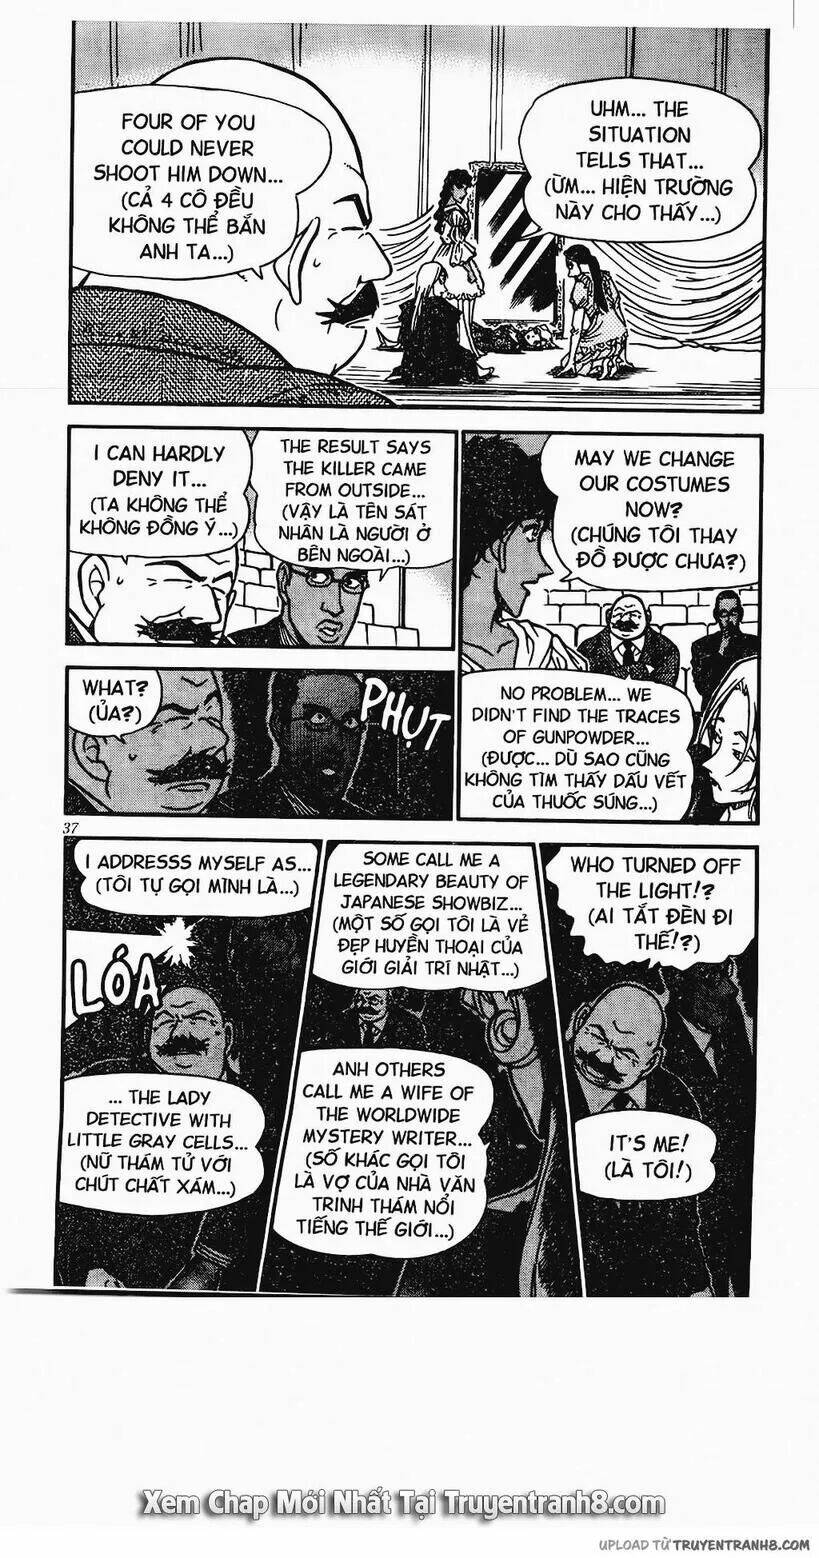 UHM... THE
SITUATION
TELLS THAT...
(ỪM... HIỆN TRƯỜNG
NÀY CHO THẤY...)
FOUR OF YOU
COULD NEVER
SHOOT HIM DOWN...
(CẢ 4 CÔ ĐỀU
KHÔNG THỂ BẮN
ANH TA...)
MAY WE CHANGE
OUR COSTUMES
NOW?
(CHÚNG TÔI THAY
ĐỒ ĐƯỢC CHƯA?)
NO PROBLEM... WE
DIDN'T FIND THE TRACES
OF GUNPOWDER...
(ĐƯỢC... DÙ SAO CŨNG
KHÔNG TÌM THẤY DẤU VẾT
CỦA THUỐC SÚNG...)
THE RESULT SAYS
THE KILLER CAME
FROM OUTSIDE...
(VẬY LÀ TÊN SÁT
NHÂN LÀ NGƯỜI Ở
BÊN NGOÀI...)
I CAN HARDLY
DENY IT...
(TA KHÔNG THỂ
KHÔNG ĐỒNG Ý...)
PHỤT
WHAT?
(ỦA?)
37
WHO TURNED OFF
THE LIGHT!?
(AI TẮT ĐÈN ĐI
THẾ!?)
IT'S ME!
(LÀ TÔI!)
SOME CALL ME A
LEGENDARY BEAUTY OF
JAPANESE SHOWBIZ...
(MỘT SỐ GỌI TÔI LÀ VẺ
ĐẸP HUYỀN THOẠI CỦA
GIỚI GIẢI TRÍ NHẬT...)
ANH OTHERS
CALL ME A WIFE OF
THE WORLDWIDE
MYSTERY WRITER...
(SỐ KHÁC GỌI TÔI
LÀ VỢ CỦA NHÀ VĂN
TRINH THÁM NỔI
TIẾNG THẾ GIỚI...)
I ADDRESSS MYSELF AS...
(TÔI TỰ GỌI MÌNH LÀ...)
LÓA
... THE LADY
DETECTIVE WITH
LITTLE GRAY CELLS...
(NỮ THÁM TỬ VỚI
CHÚT CHẤT XÁM...)
Xem Chap Mới Nhất Tại Truyentranh8.com
UPLOAD TỪ TRUYENTRANH8.COM